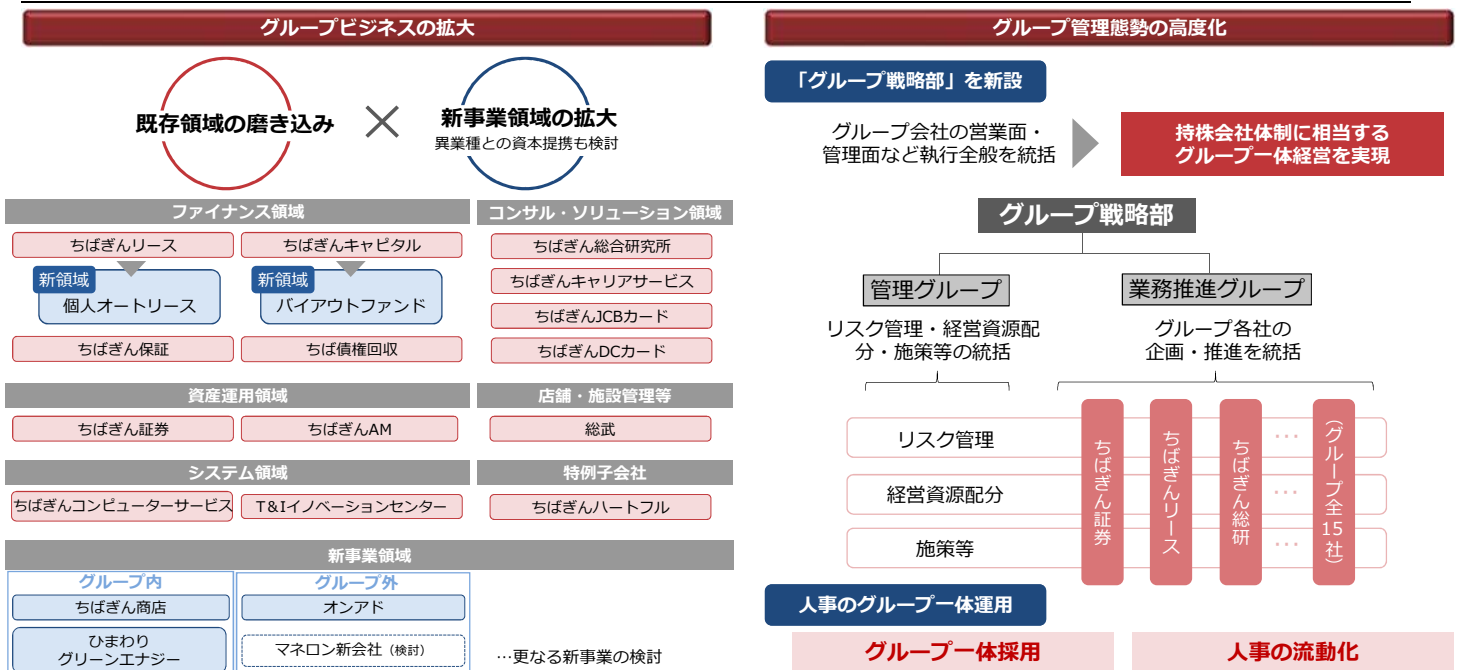 グループビジネスの拡大
既存領域の磨き込み
×
新事業領域の拡大
異業種との資本提携も検討
ファイナンス領域
ちばぎんリース
ちばぎんキャピタル
新領域
個人オートリース
新領域
バイアウトファンド
ちばぎん保証
ちば債権回収
コンサル・ソリューション領域
ちばぎん総合研究所
ちばぎんキャリアサービス
ちばぎんJCBカード
ちばぎんDCカード
資産運用領域
ちばぎん証券
ちばぎんAM
店舗・施設管理等
総武
システム領域
ちばぎんコンピューターサービス
T&Iイノベーションセンター
特例子会社
ちばぎんハートフル
新事業領域
グループ内
ちばぎん商店
ひまわり
グリーンエナジー
グループ外
オンアド
マネロン新会社（検討）
…更なる新事業の検討
グループ管理態勢の高度化
「グループ戦略部」を新設
グループ会社の営業面・
管理面など執行全般を統括
持株会社体制に相当する
グループ一体経営を実現
グループ戦略部
管理グループ
リスク管理・経営資源配
分・施策等の統括
業務推進グループ
グループ各社の
企画・推進を統括
リスク管理
経営資源配分
施策等
ちばぎん証券
ちばぎんリース
ちばぎん総研
…
…
…
（グループ全15社）
人事のグループ一体運用
グループ一体採用
人事の流動化